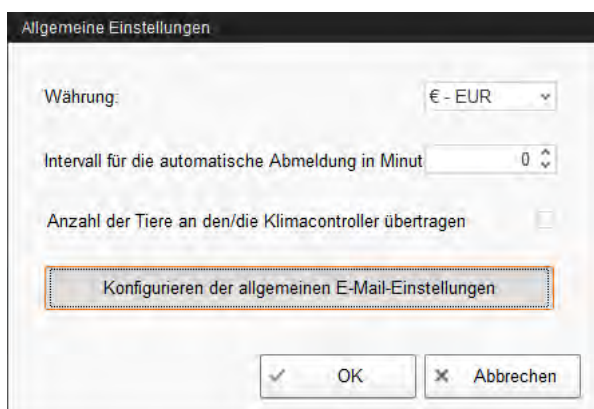 Allgemeine Einstellungen
Währung: € - EUR
Intervall für die automatische Abmeldung in Minut 0
Anzahl der Tiere an den/die Klimacontroller übertragen
Konfigurieren der allgemeinen E-Mail-Einstellungen
OK Abbrechen